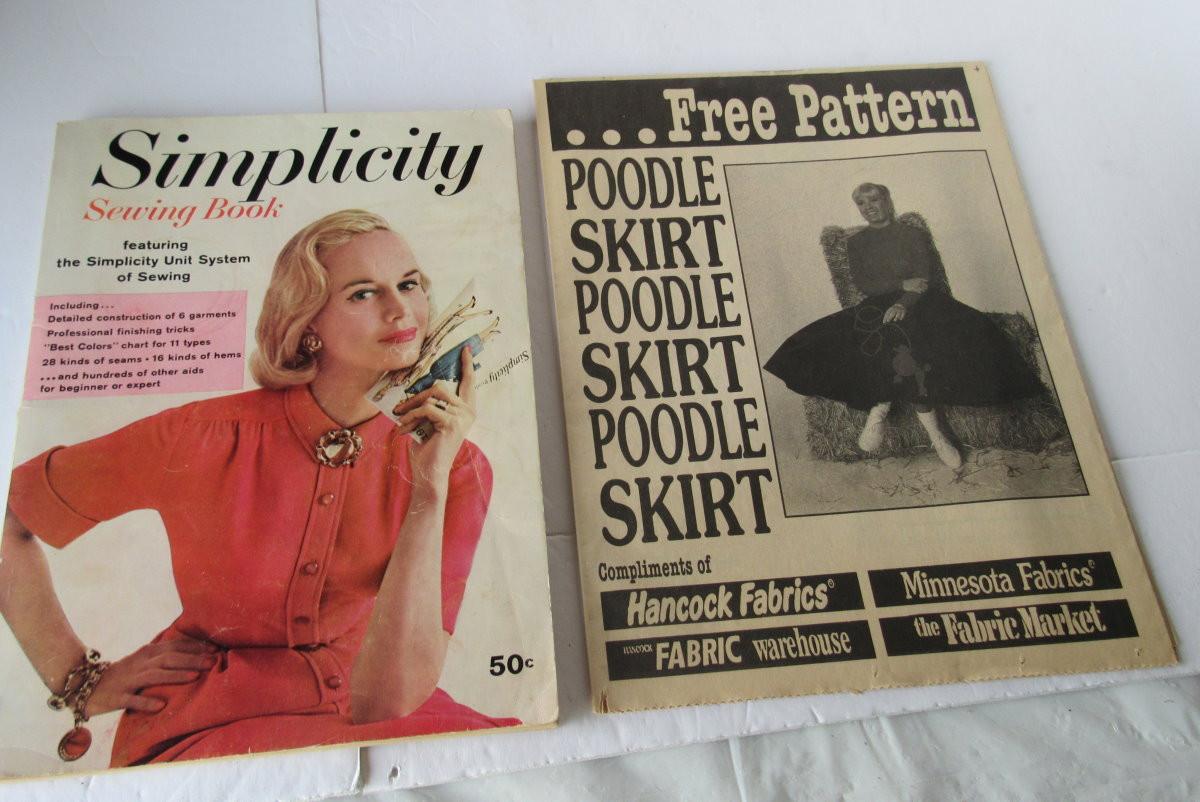 Simplicity
Sewing Book
featuring
the Simplicity Unit System
of Sewing
Including...
Detailed construction of 6 garments
Professional finishing tricks
"Best Colors" chart for 11 types
28 kinds of seams • 16 kinds of hems
...and hundreds of other aids
for beginner or expert
Simplicity
50¢
...Free Pattern
POODLE
SKIRT
POODLE
SKIRT
POODLE
SKIRT
Compliments of
Hancock Fabrics®
Minnesota Fabrics®
HANCOCK FABRIC warehouse
the Fabric Market